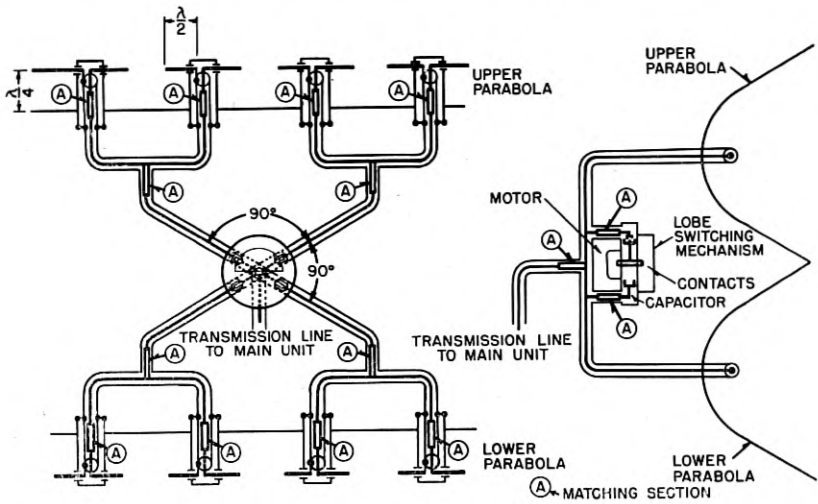 λ/2
λ/4
UPPER
PARABOLA
A
A
A
A
A
A
90°
90°
TRANSMISSION LINE
TO MAIN UNIT
A
A
A
A
A
A
LOWER
PARABOLA
UPPER
PARABOLA
MOTOR
A
A
LOBE
SWITCHING
MECHANISM
CONTACTS
CAPACITOR
A
TRANSMISSION LINE
TO MAIN UNIT
LOWER
PARABOLA
A MATCHING SECTION